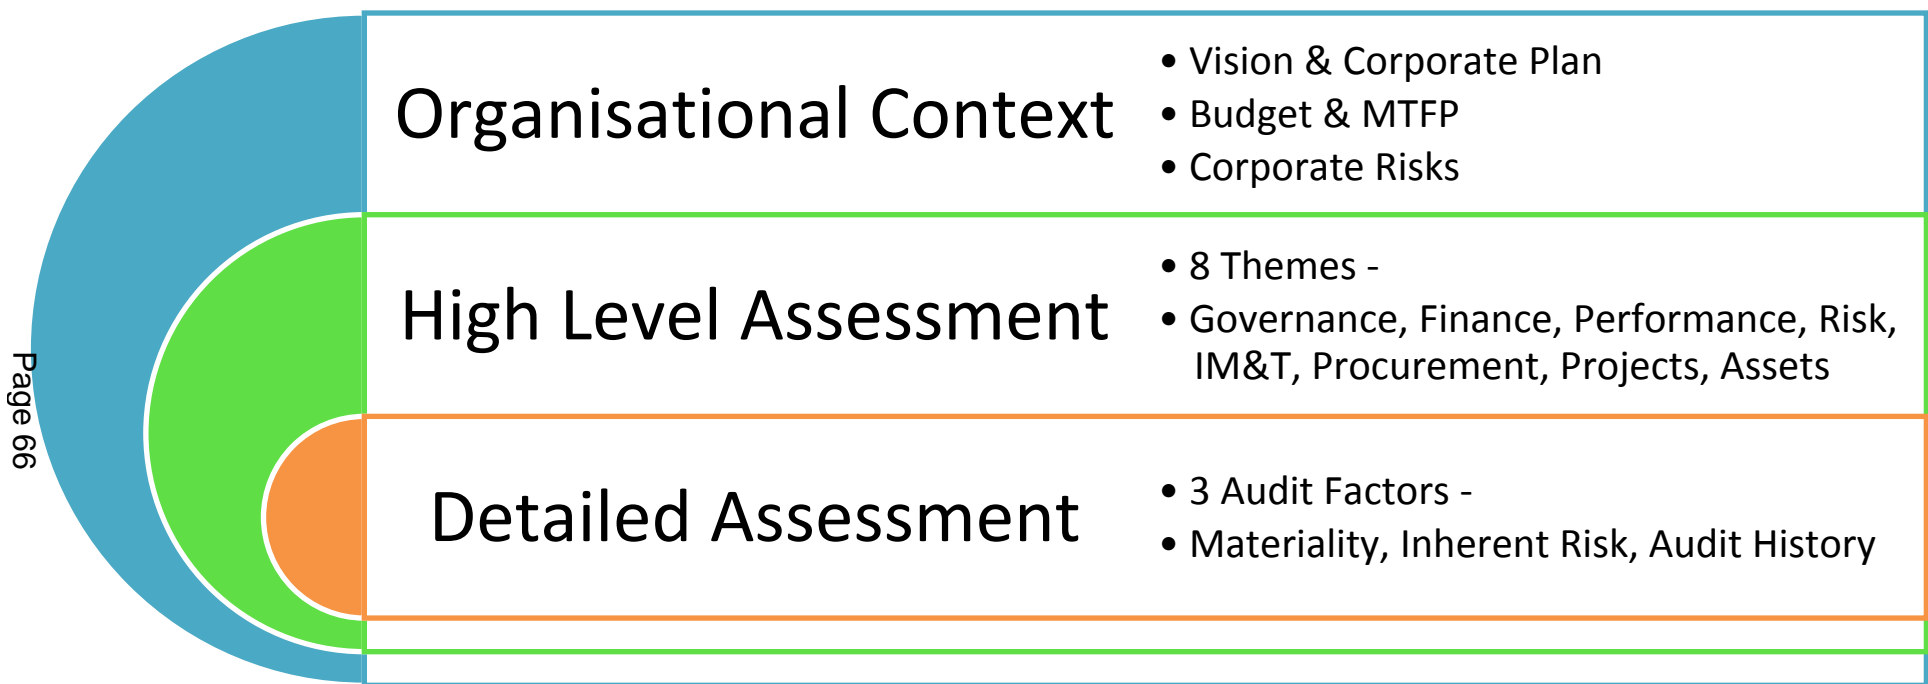 Organisational Context
• Vision & Corporate Plan
• Budget & MTFP
• Corporate Risks
High Level Assessment
• 8 Themes -
• Governance, Finance, Performance, Risk,
IM&T, Procurement, Projects, Assets
Detailed Assessment
• 3 Audit Factors -
• Materiality, Inherent Risk, Audit History
Page 66